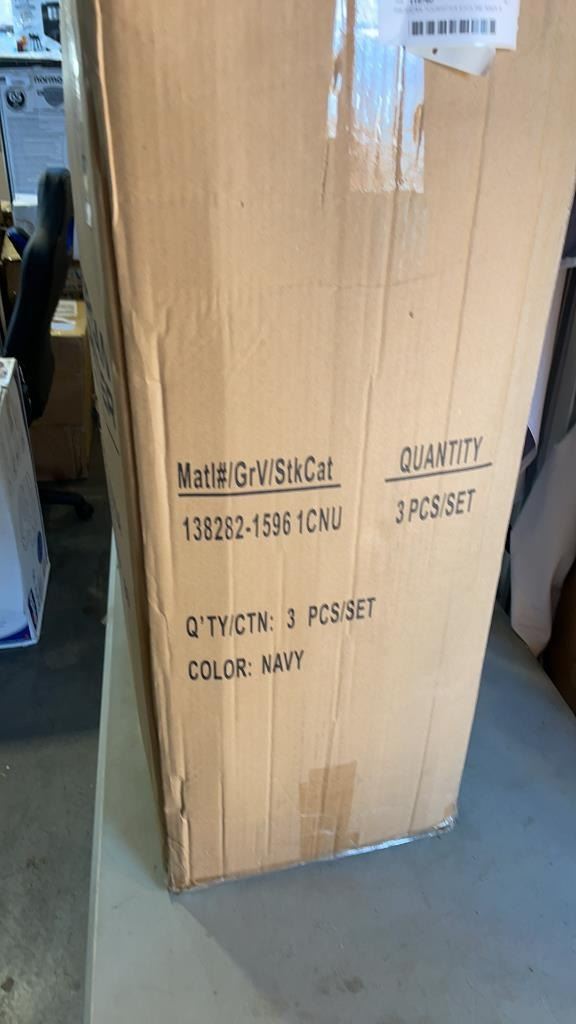 Matl#/GrV/StkCat QUANTITY
138282-1596 1CNU 3 PCS/SET
Q'TY/CTN: 3 PCS/SET
COLOR: NAVY